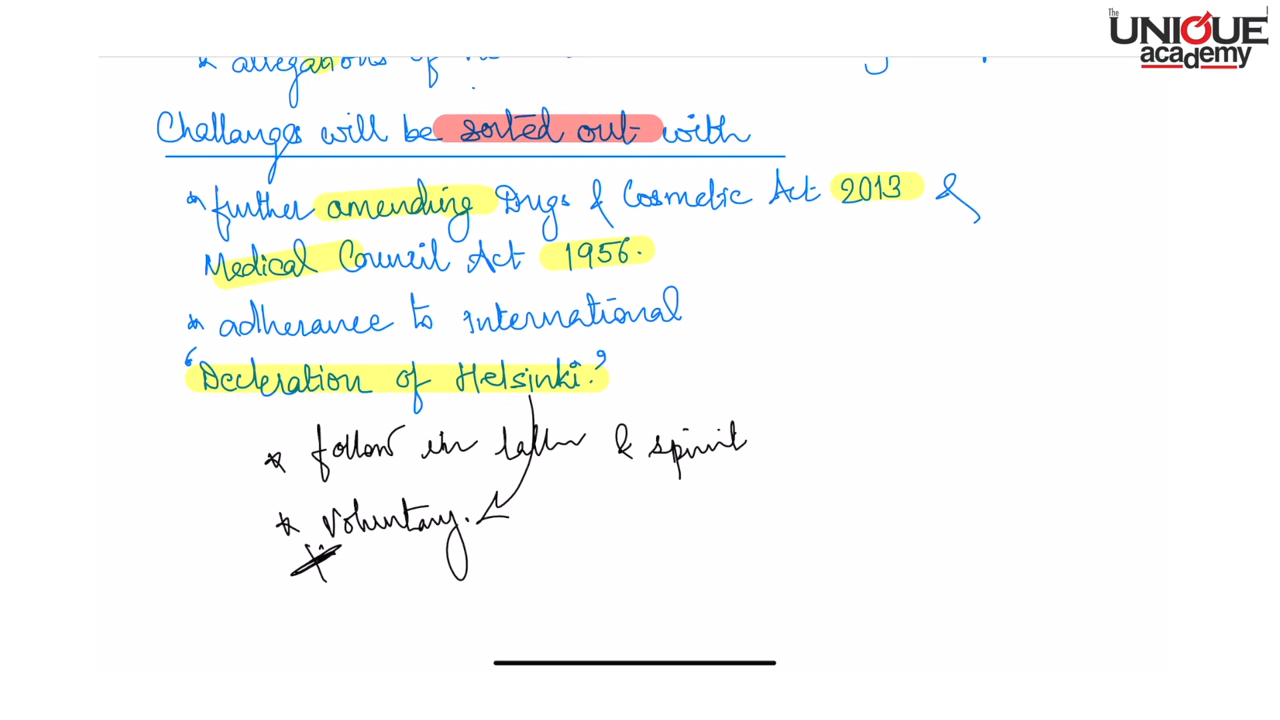 The
UNIQUE
academy
* allegations of
Challanges will be sorted out with
* further amending Drugs & Cosmetic Act 2013 &
Medical Council Act 1956.
* adherance to international
"Decleration of Helsinki."
* follow in letter & spirit
* voluntary.